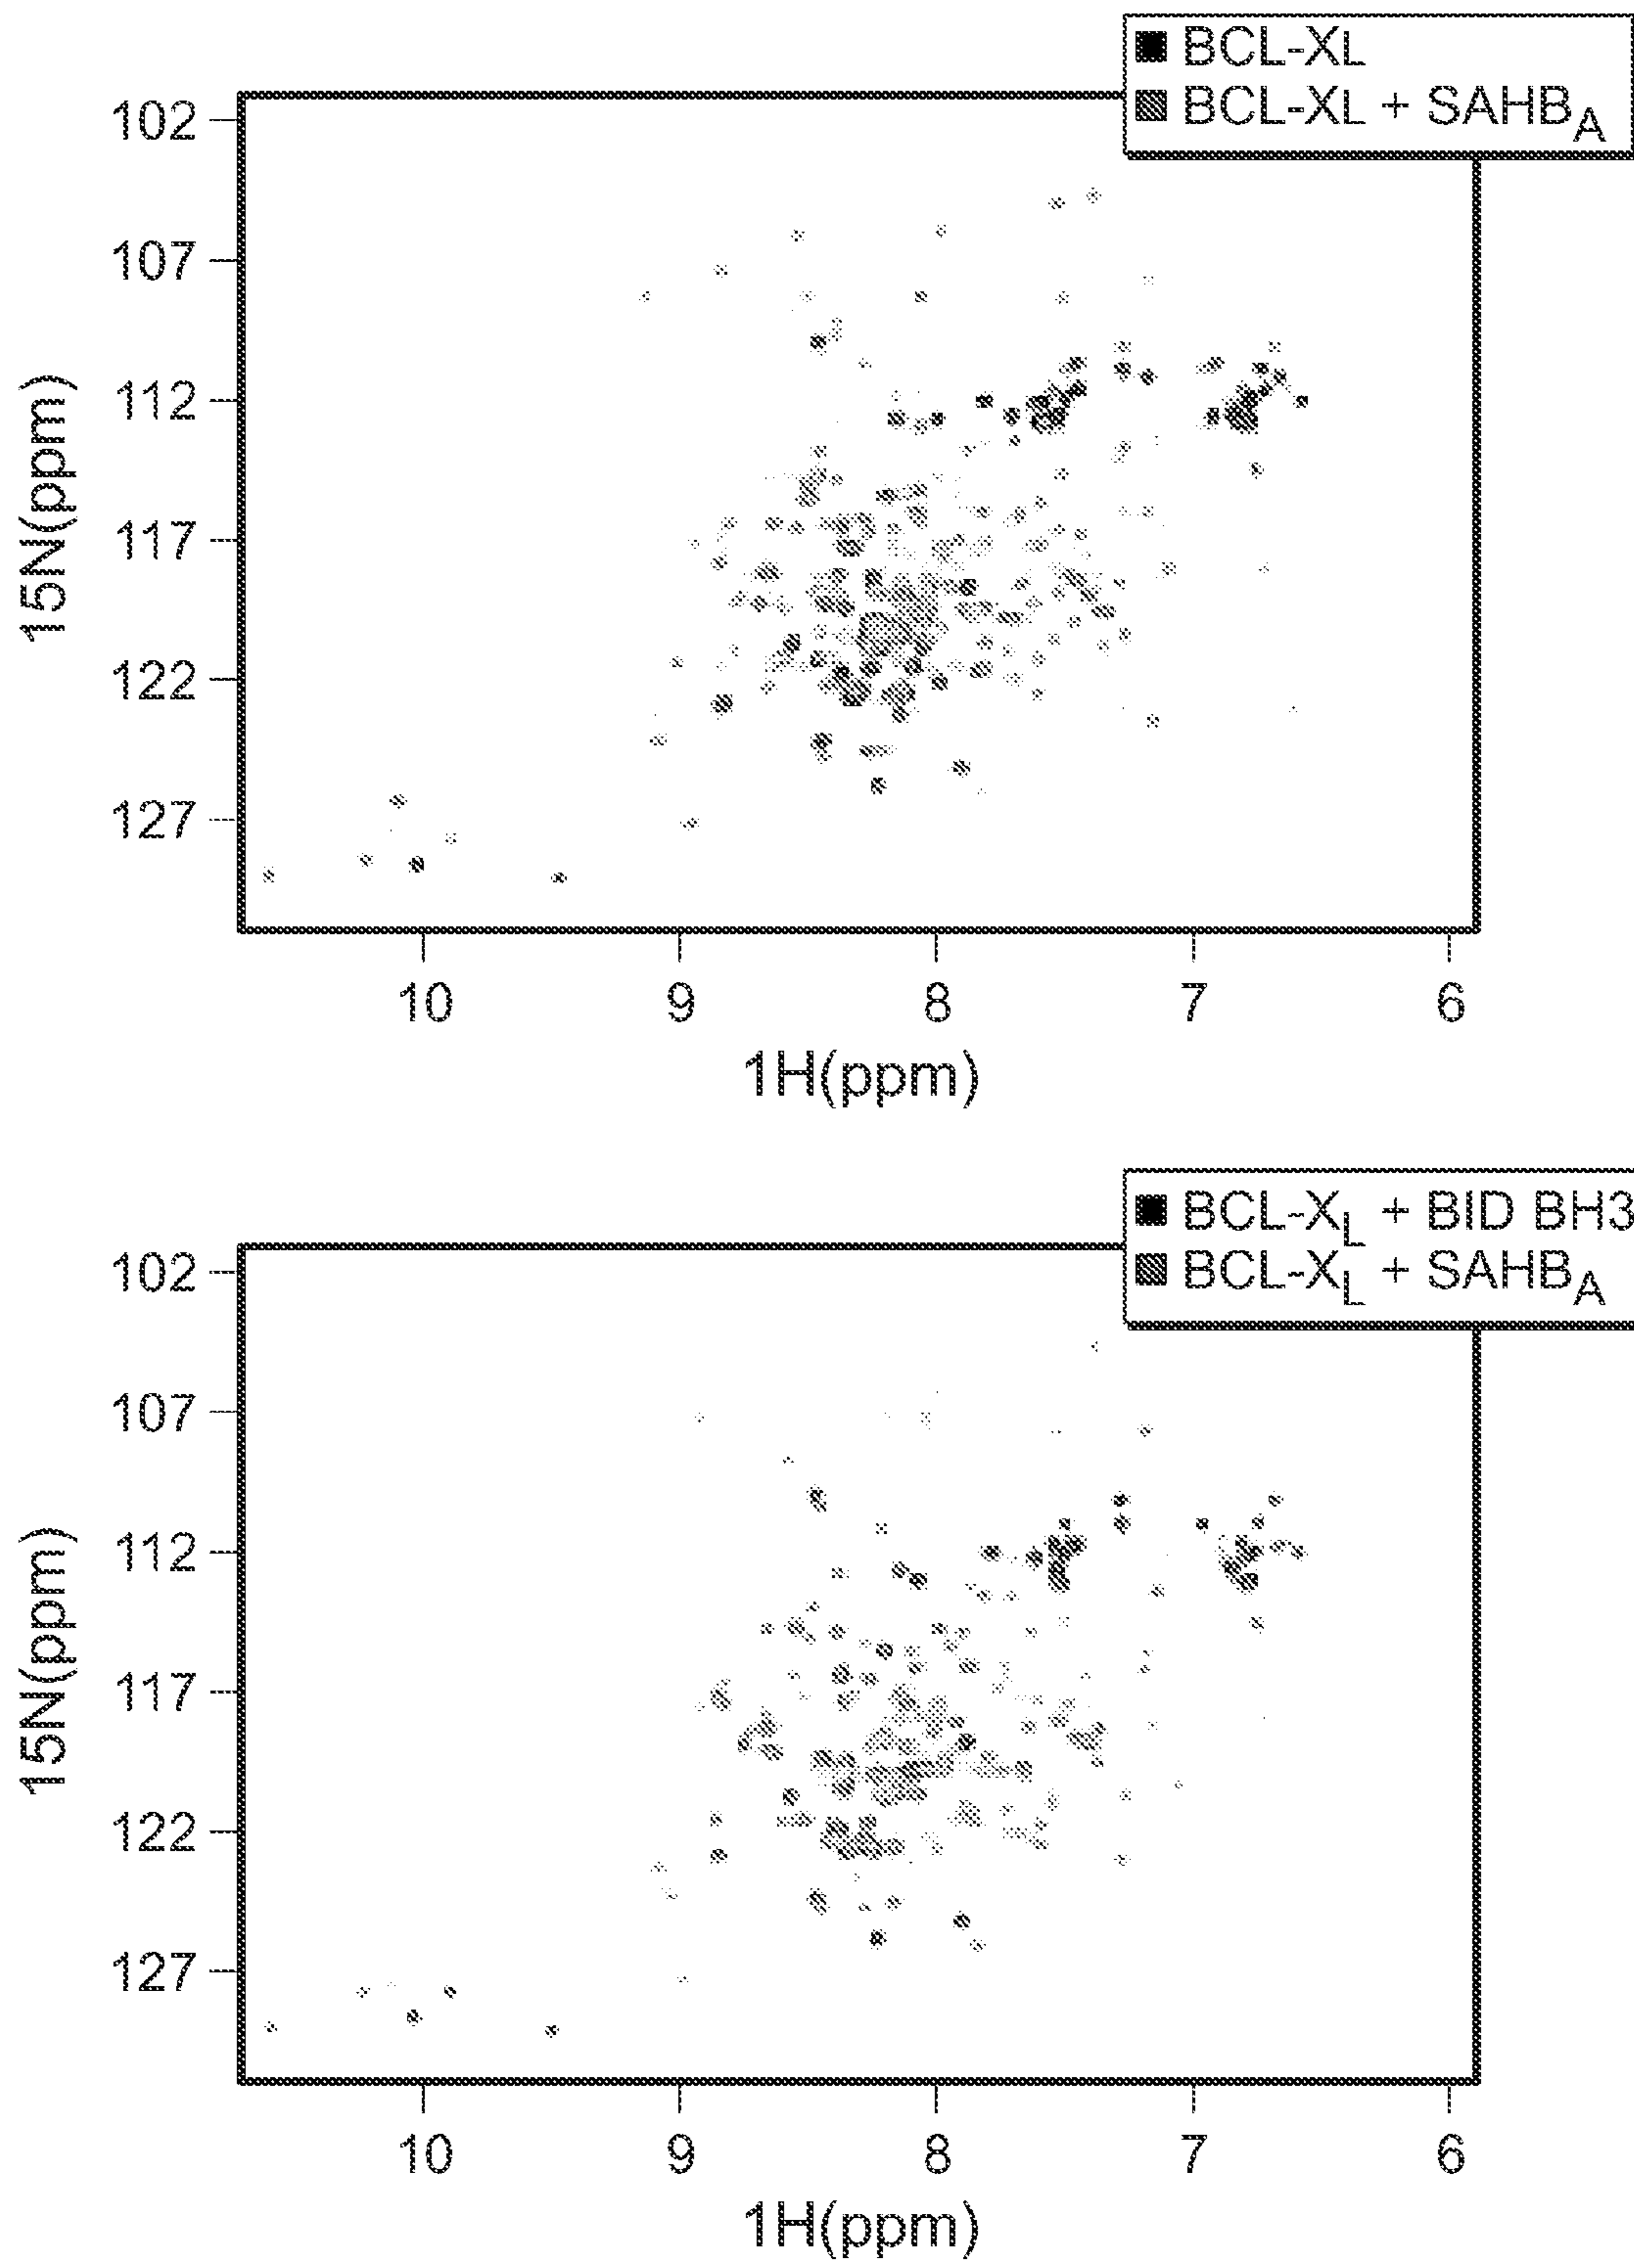 BCL-XL
BCL-XL + SAHBA
102
107
112
117
122
127
15N(ppm)
10 9 8 7 6
1H(ppm)
BCL-XL + BID BH3
BCL-XL + SAHBA
102
107
112
117
122
127
15N(ppm)
10 9 8 7 6
1H(ppm)